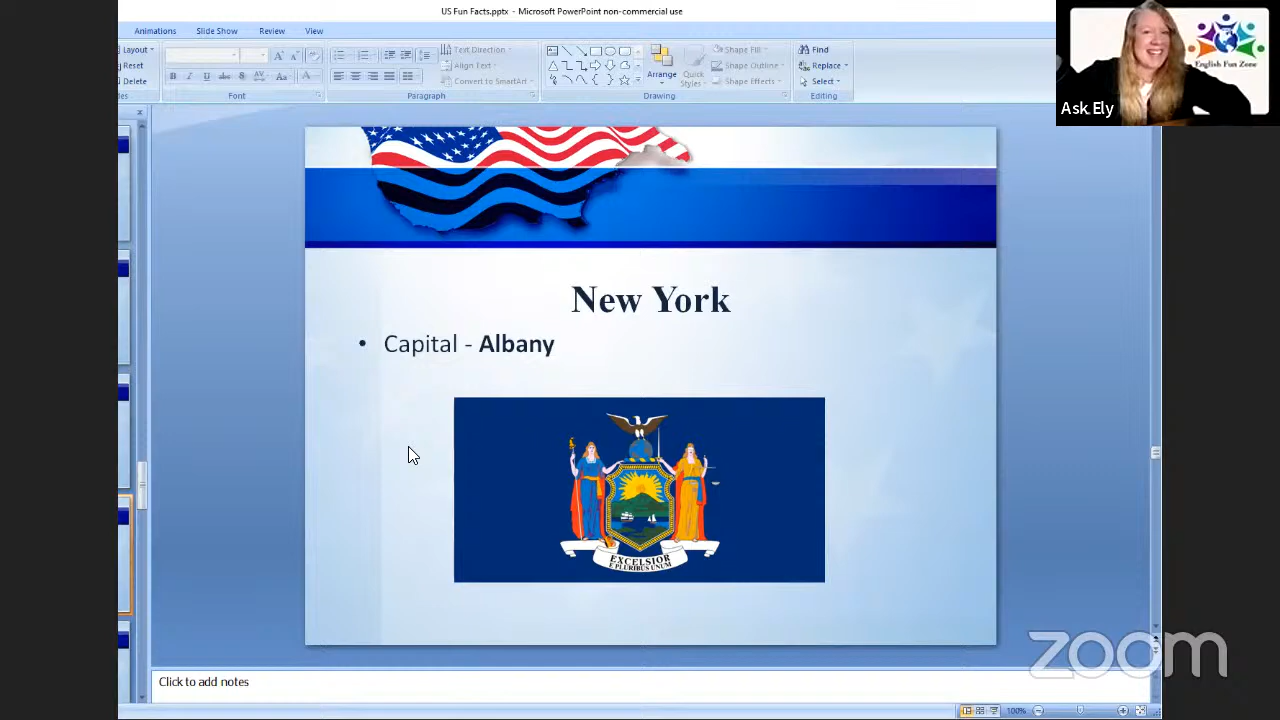 US Fun Facts.pptx - Microsoft PowerPoint non-commercial use
Animations Slide Show Review View
Layout
Reset
Delete
Text Direction
Align Text
Convert to SmartArt
Arrange
Quick
Styles
Shape Fill
Shape Outline
Shape Effects
Find
Replace
Select
Font Paragraph Drawing Editing
English Fun Zone
Ask Ely
New York
• Capital - Albany
EXCELSIOR
E PLURIBUS UNUM
zoom
Click to add notes
100%